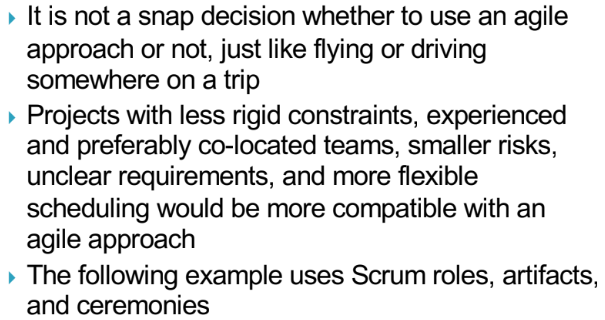 It is not a snap decision whether to use an agile
approach or not, just like flying or driving
somewhere on a trip
Projects with less rigid constraints, experienced
and preferably co-located teams, smaller risks,
unclear requirements, and more flexible
scheduling would be more compatible with an
agile approach
The following example uses Scrum roles, artifacts,
and ceremonies